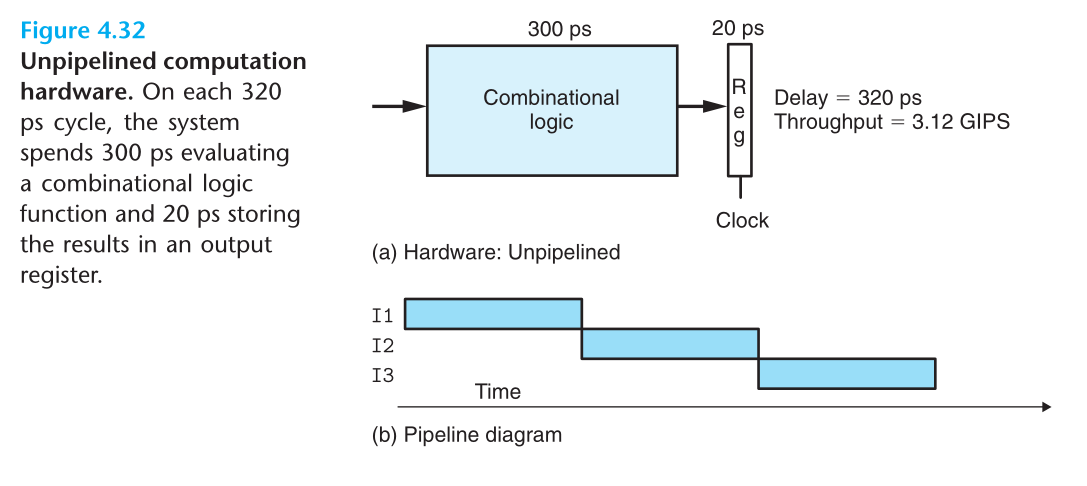 Figure 4.32
Unpipelined computation
hardware. On each 320
ps cycle, the system
spends 300 ps evaluating
a combinational logic
function and 20 ps storing
the results in an output
register.
300 ps
20 ps
Combinational
logic
R
e
g
Delay = 320 ps
Throughput = 3.12 GIPS
Clock
(a) Hardware: Unpipelined
I1
I2
I3
Time
(b) Pipeline diagram